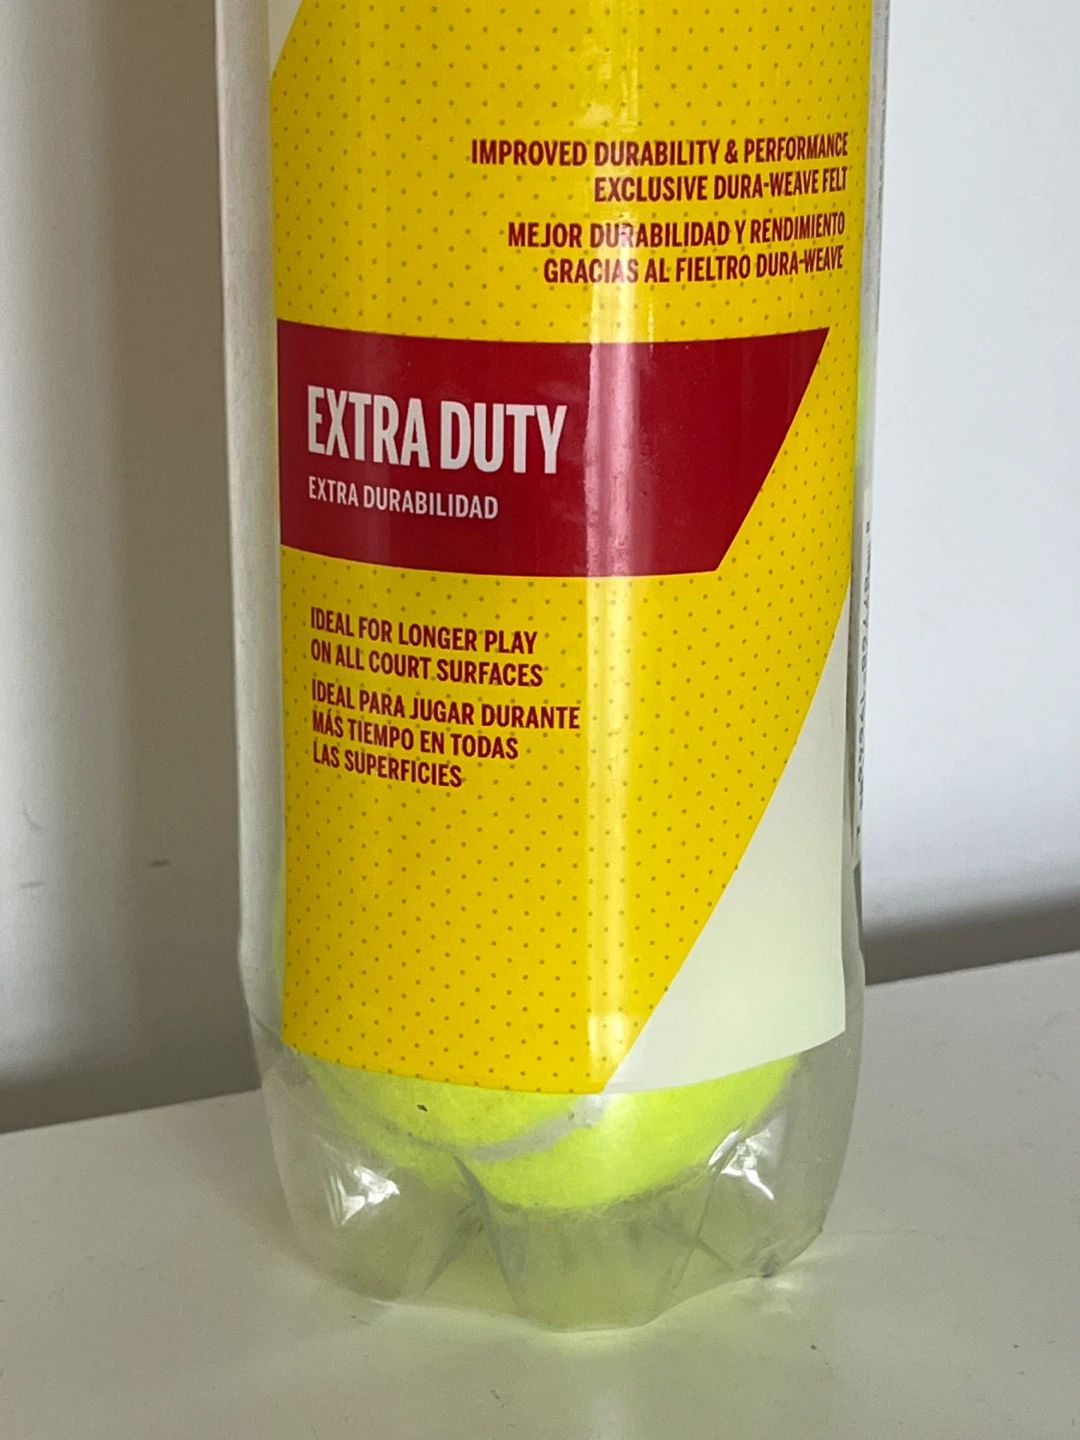 IMPROVED DURABILITY & PERFORMANCE
EXCLUSIVE DURA-WEAVE FELT
MEJOR DURABILIDAD Y RENDIMIENTO
GRACIAS AL FIELTRO DURA-WEAVE
EXTRA DUTY
EXTRA DURABILIDAD
IDEAL FOR LONGER PLAY
ON ALL COURT SURFACES
IDEAL PARA JUGAR DURANTE
MÁS TIEMPO EN TODAS
LAS SUPERFICIES